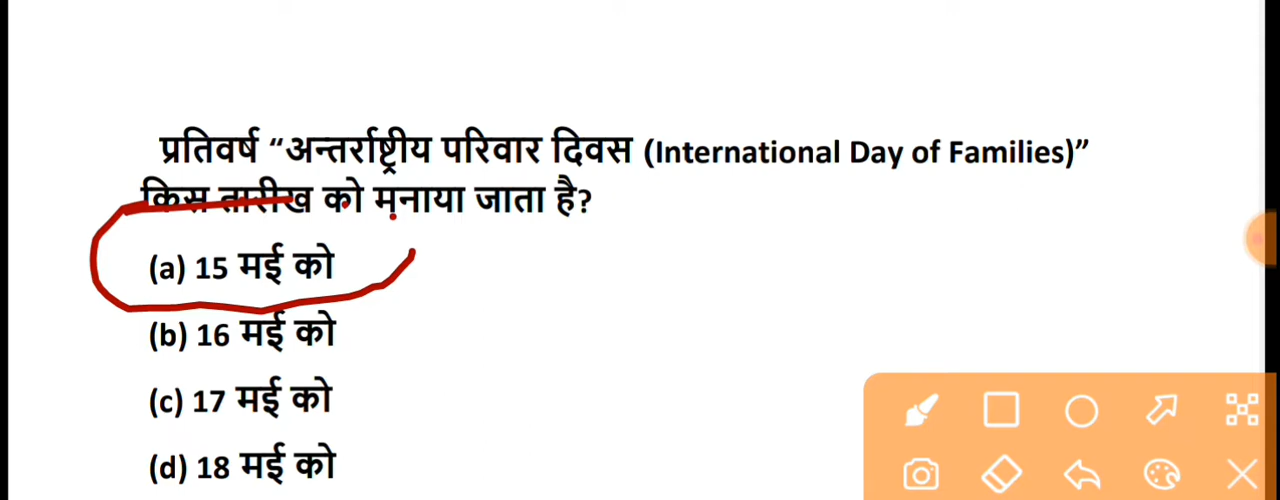 प्रतिवर्ष “अन्तर्राष्ट्रीय परिवार दिवस (International Day of Families)”
किस तारीख को मनाया जाता है?
(a) 15 मई को
(b) 16 मई को
(c) 17 मई को
(d) 18 मई को